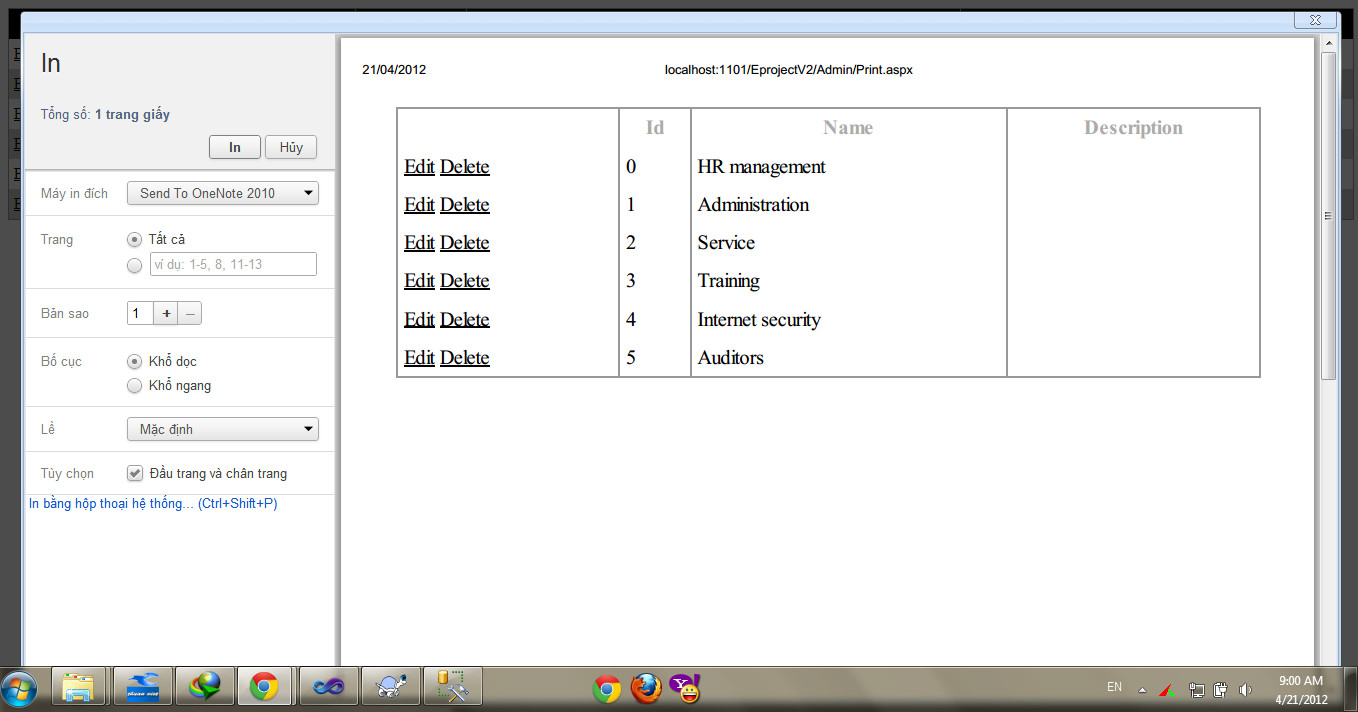 In
Tổng số: 1 trang giấy
In Hủy
Máy in đích Send To OneNote 2010
Trang Tất cả
ví dụ: 1-5, 8, 11-13
Bản sao 1 + –
Bố cục Khổ dọc
Khổ ngang
Lề Mặc định
Tùy chọn Đầu trang và chân trang
In bằng hộp thoại hệ thống... (Ctrl+Shift+P)
21/04/2012 localhost:1101/EprojectV2/Admin/Print.aspx
Id Name Description
Edit Delete 0 HR management
Edit Delete 1 Administration
Edit Delete 2 Service
Edit Delete 3 Training
Edit Delete 4 Internet security
Edit Delete 5 Auditors
EN 9:00 AM
4/21/2012